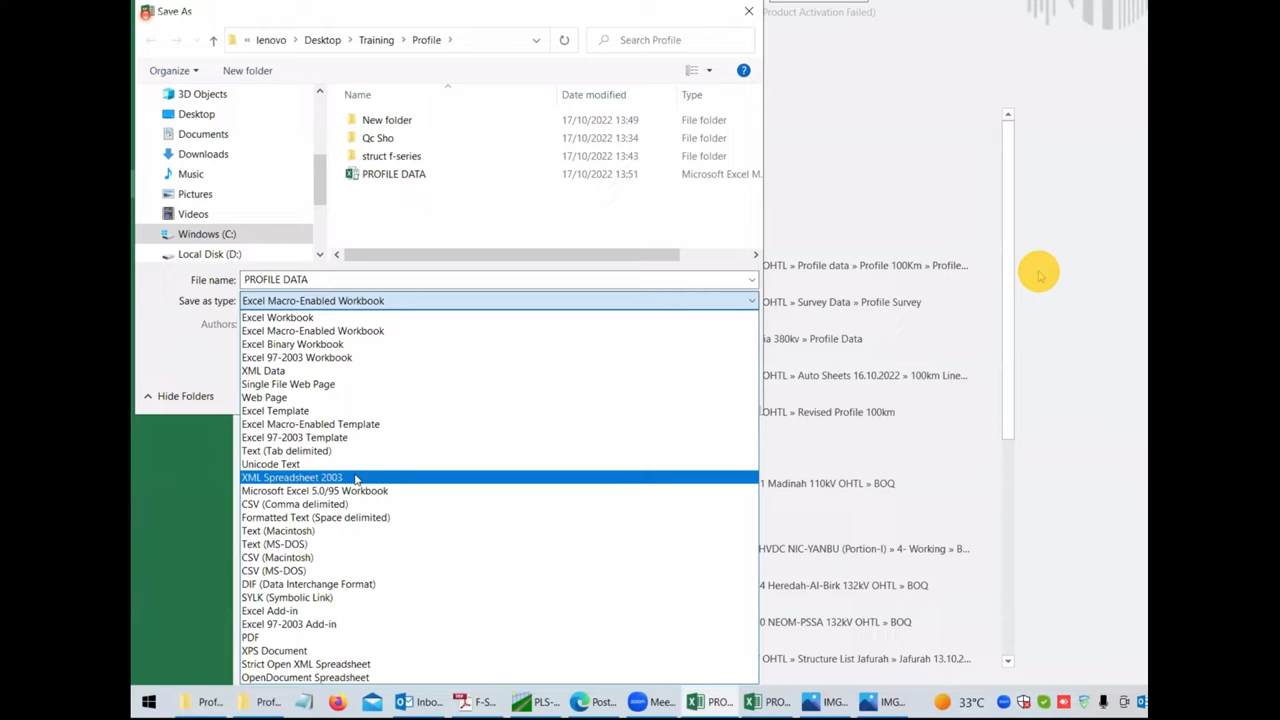 Save As
Product Activation Failed)
« lenovo > Desktop > Training > Profile >
Search Profile
Organize
New folder
3D Objects
Desktop
Documents
Downloads
Music
Pictures
Videos
Windows (C:)
Local Disk (D:)
Name
Date modified
Type
New folder
17/10/2022 13:49
File folder
Qc Sho
17/10/2022 13:34
File folder
struct f-series
17/10/2022 13:43
File folder
PROFILE DATA
17/10/2022 13:51
Microsoft Excel M...
File name:
PROFILE DATA
Save as type:
Excel Macro-Enabled Workbook
Authors:
Hide Folders
Excel Workbook
Excel Macro-Enabled Workbook
Excel Binary Workbook
Excel 97-2003 Workbook
XML Data
Single File Web Page
Web Page
Excel Template
Excel Macro-Enabled Template
Excel 97-2003 Template
Text (Tab delimited)
Unicode Text
XML Spreadsheet 2003
Microsoft Excel 5.0/95 Workbook
CSV (Comma delimited)
Formatted Text (Space delimited)
Text (Macintosh)
Text (MS-DOS)
CSV (Macintosh)
CSV (MS-DOS)
DIF (Data Interchange Format)
SYLK (Symbolic Link)
Excel Add-in
Excel 97-2003 Add-in
PDF
XPS Document
Strict Open XML Spreadsheet
OpenDocument Spreadsheet
OHTL » Profile data » Profile 100Km » Profile...
OHTL » Survey Data » Profile Survey
ia 380kv » Profile Data
OHTL » Auto Sheets 16.10.2022 » 100km Line...
OHTL » Revised Profile 100km
1 Madinah 110kV OHTL » BOQ
HVDC NIC-YANBU (Portion-I) » 4- Working » B...
4 Heredah-Al-Birk 132kV OHTL » BOQ
0 NEOM-PSSA 132kV OHTL » BOQ
OHTL » Structure List Jafurah » Jafurah 13.10.2...
Prof...
Prof...
Inbo...
F-S...
PLS-...
Post...
Mee...
PRO...
PRO...
IMG...
IMG...
33°C